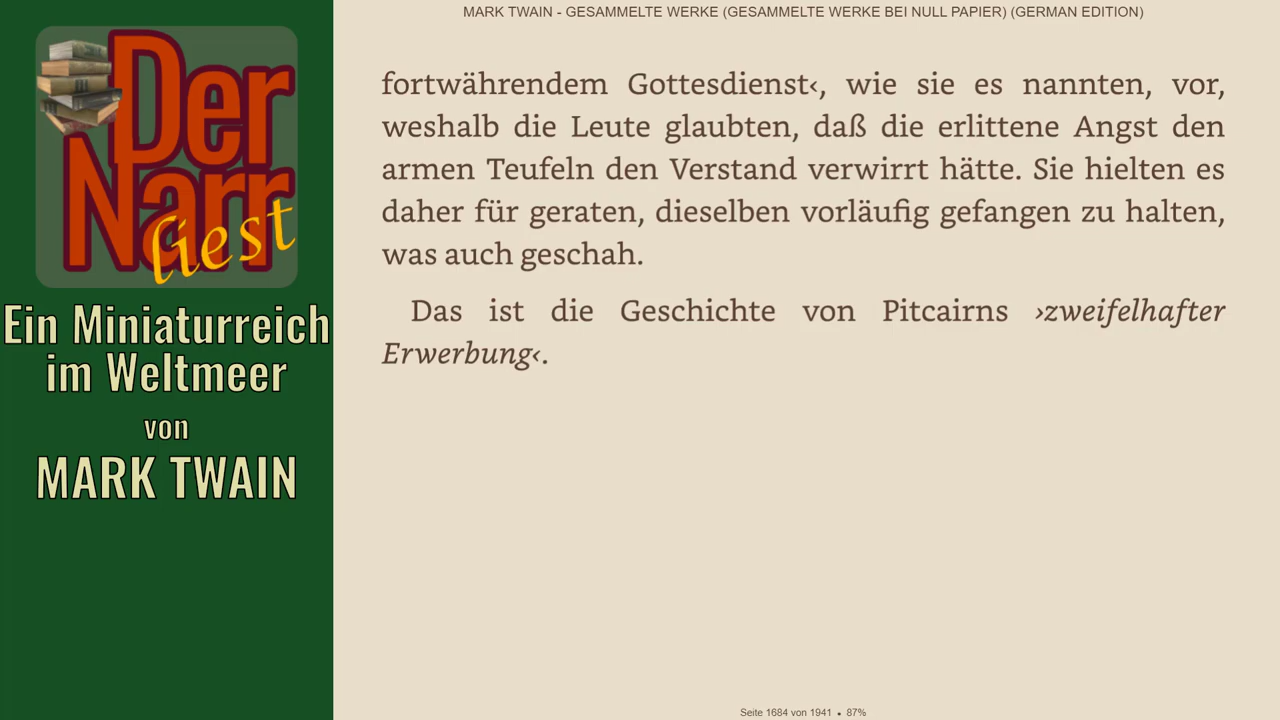 Der
Narr
liest
Ein Miniaturreich
im Weltmeer
von
MARK TWAIN
MARK TWAIN - GESAMMELTE WERKE (GESAMMELTE WERKE BEI NULL PAPIER) (GERMAN EDITION)
fortwährendem Gottesdienst‹, wie sie es nannten, vor,
weshalb die Leute glaubten, daß die erlittene Angst den
armen Teufeln den Verstand verwirrt hätte. Sie hielten es
daher für geraten, dieselben vorläufig gefangen zu halten,
was auch geschah.
Das ist die Geschichte von Pitcairns ›zweifelhafter
Erwerbung‹.
Seite 1684 von 1941 • 87%